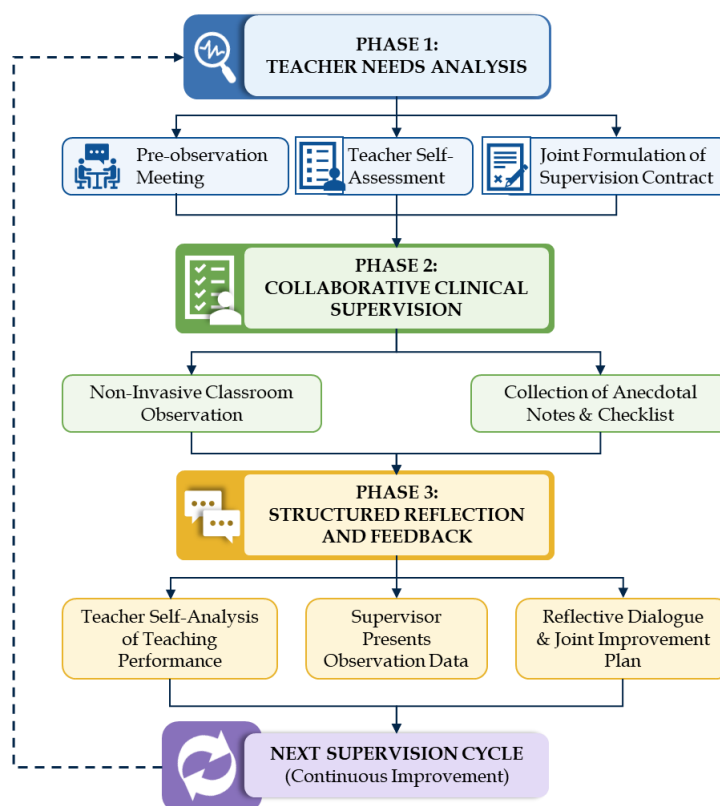 PHASE 1:
TEACHER NEEDS ANALYSIS
Pre-observation
Meeting
Teacher Self-
Assessment
Joint Formulation of
Supervision Contract
PHASE 2:
COLLABORATIVE CLINICAL
SUPERVISION
Non-Invasive Classroom
Observation
Collection of Anecdotal
Notes & Checklist
PHASE 3:
STRUCTURED REFLECTION
AND FEEDBACK
Teacher Self-Analysis
of Teaching
Performance
Supervisor
Presents
Observation Data
Reflective Dialogue
& Joint Improvement
Plan
NEXT SUPERVISION CYCLE
(Continuous Improvement)